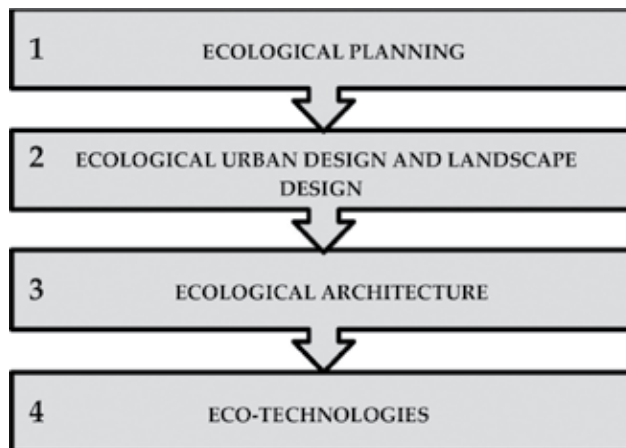 1 ECOLOGICAL PLANNING
2 ECOLOGICAL URBAN DESIGN AND LANDSCAPE
DESIGN
3 ECOLOGICAL ARCHITECTURE
4 ECO-TECHNOLOGIES